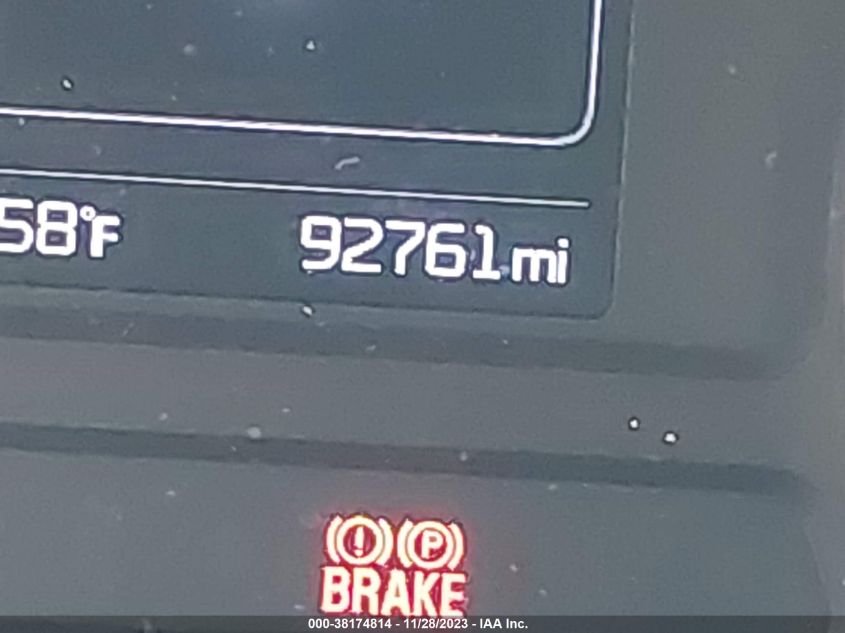 58°F 92761 mi
! P
BRAKE
000-38174814 - 11/28/2023 - IAA Inc.